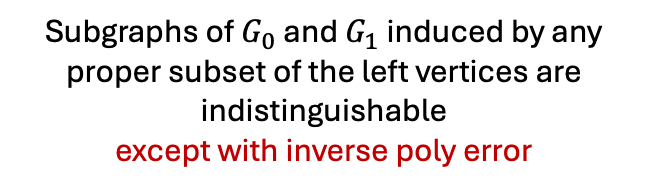 Subgraphs of G₀ and G₁ induced by any
proper subset of the left vertices are
indistinguishable
except with inverse poly error